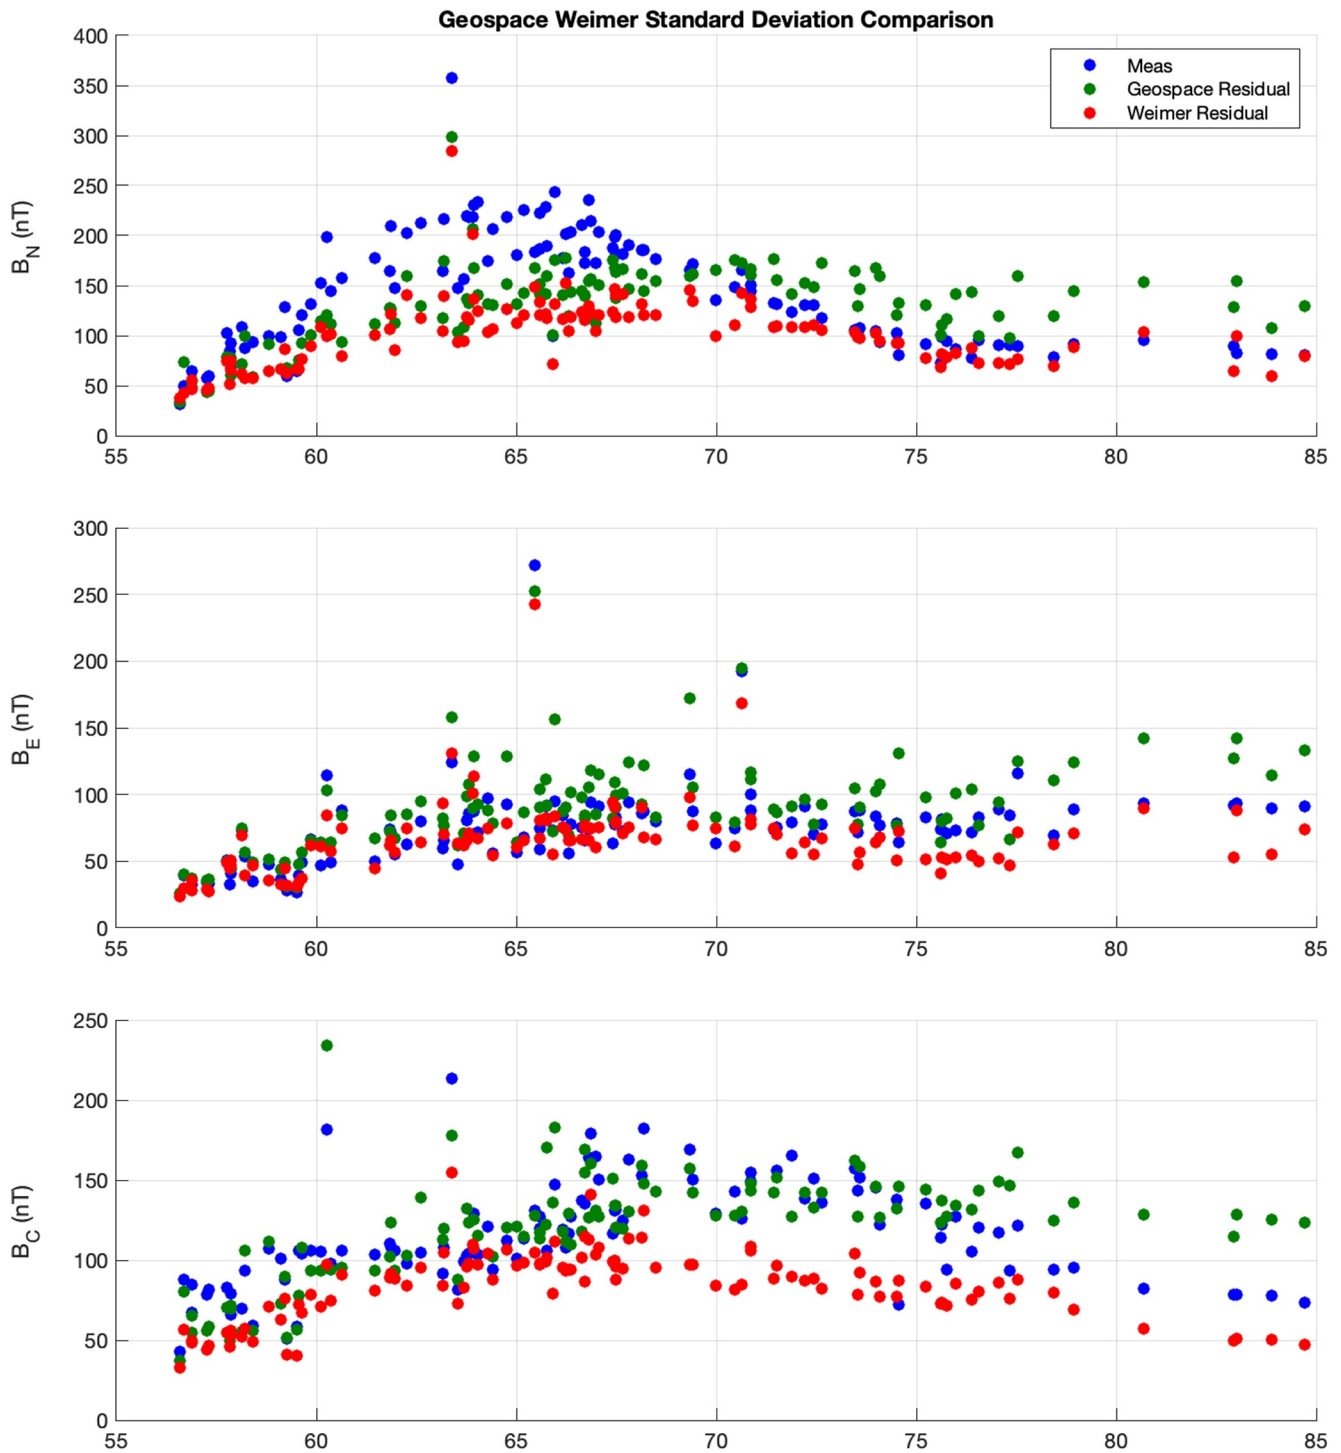 Geospace Weimer Standard Deviation Comparison
400
350
300
250
200
150
100
50
0
B_N (nT)
Meas
Geospace Residual
Weimer Residual
55 60 65 70 75 80 85
300
250
200
150
100
50
0
B_E (nT)
55 60 65 70 75 80 85
250
200
150
100
50
0
B_C (nT)
55 60 65 70 75 80 85